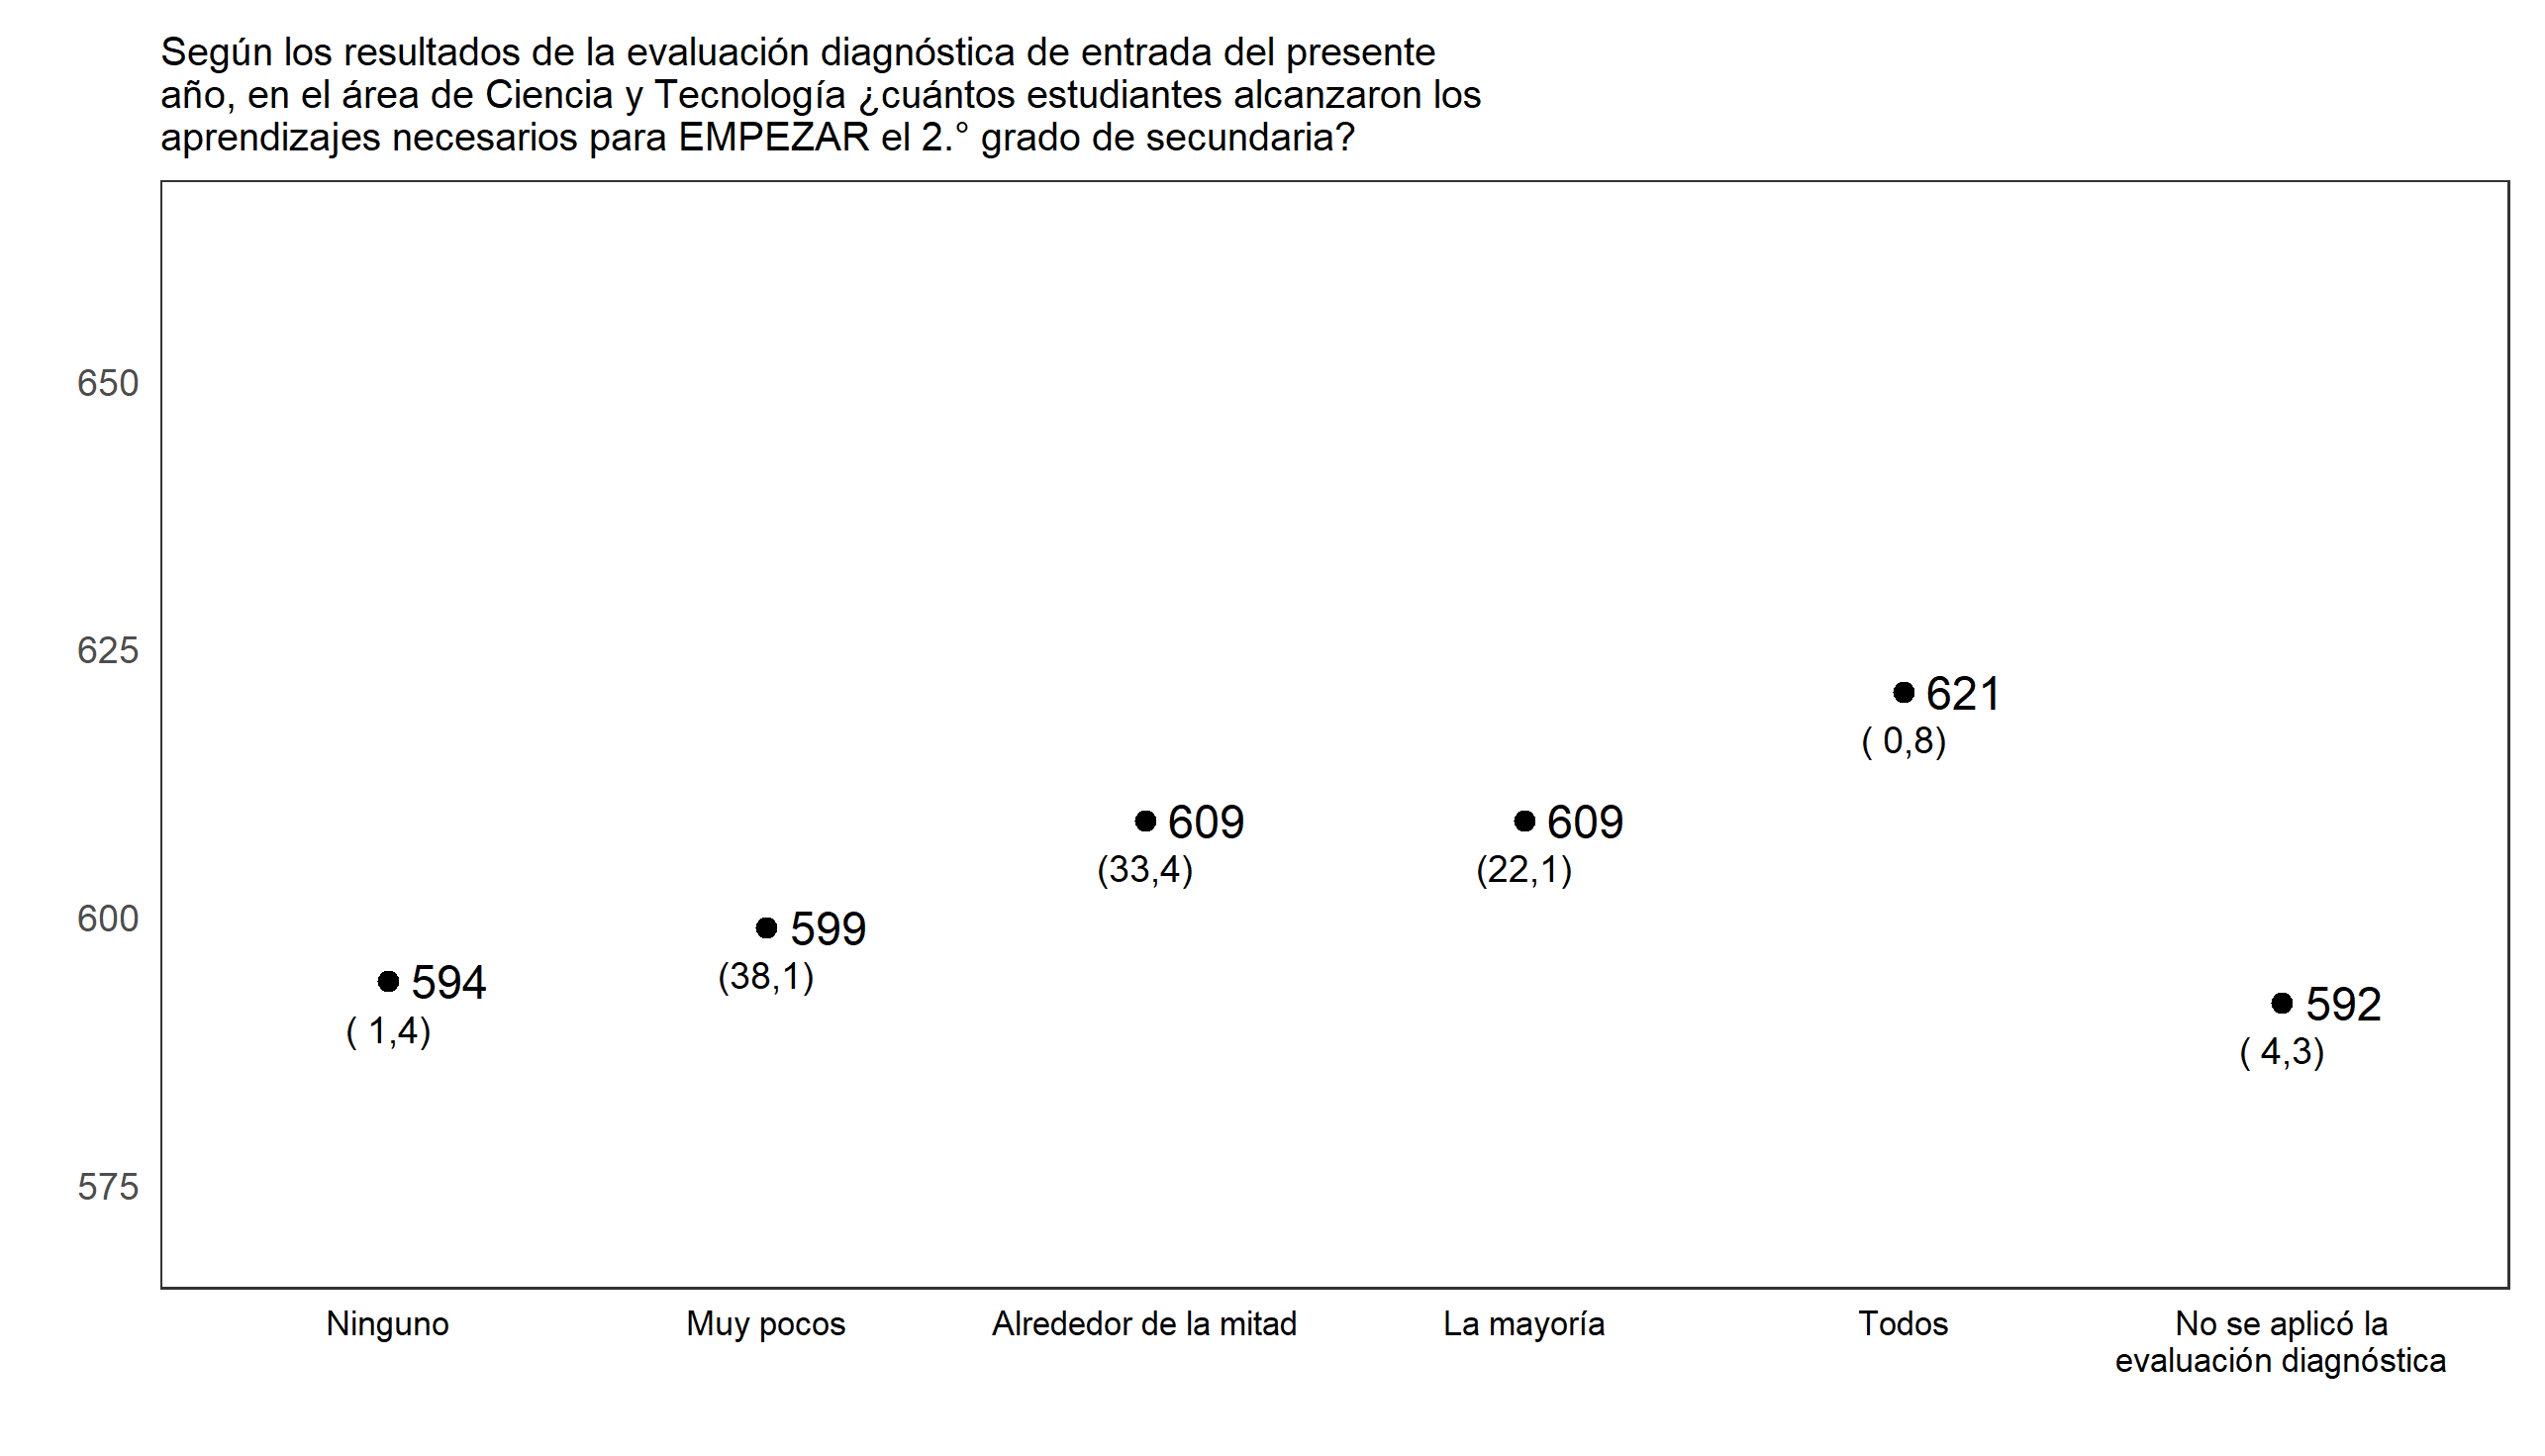 Según los resultados de la evaluación diagnóstica de entrada del presente
año, en el área de Ciencia y Tecnología ¿cuántos estudiantes alcanzaron los
aprendizajes necesarios para EMPEZAR el 2.° grado de secundaria?
650
625
600
575
594
( 1,4)
599
(38,1)
609
(33,4)
609
(22,1)
621
( 0,8)
592
( 4,3)
Ninguno
Muy pocos
Alrededor de la mitad
La mayoría
Todos
No se aplicó la
evaluación diagnóstica